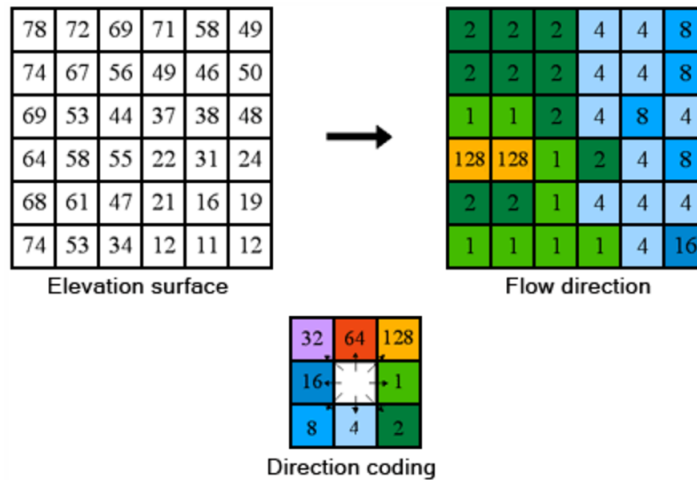 78 72 69 71 58 49 2 2 2 4 4 8
74 67 56 49 46 50 2 2 2 4 4 8
69 53 44 37 38 48 1 1 2 4 8 4
64 58 55 22 31 24 128 128 1 2 4 8
68 61 47 21 16 19 2 2 1 4 4 4
74 53 34 12 11 12 1 1 1 1 4 16
Elevation surface Flow direction
32 64 128
16 1
8 4 2
Direction coding